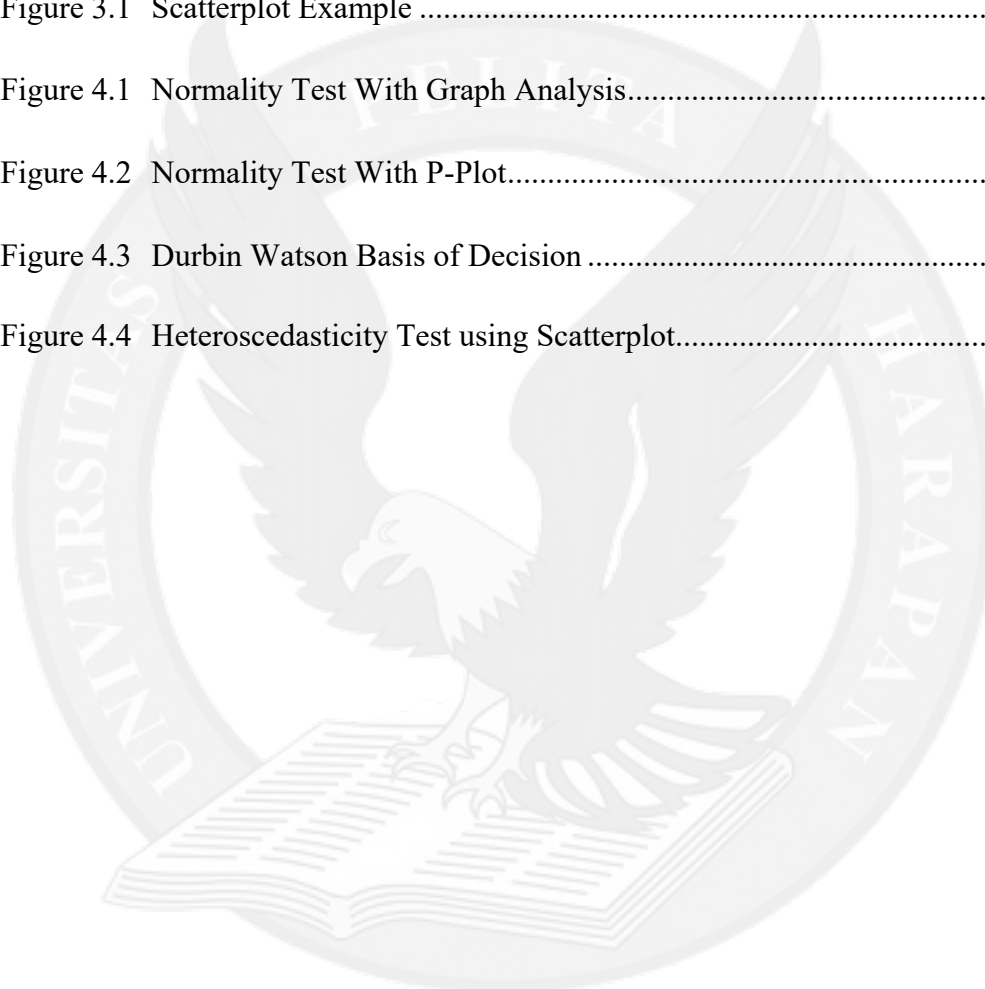 Figure 3.1 Scatterplot Example ........................................................................
Figure 4.1 Normality Test With Graph Analysis.............................................
Figure 4.2 Normality Test With P-Plot............................................................
Figure 4.3 Durbin Watson Basis of Decision ..................................................
Figure 4.4 Heteroscedasticity Test using Scatterplot.......................................
UNIVERSITAS PELITA HARAPAN